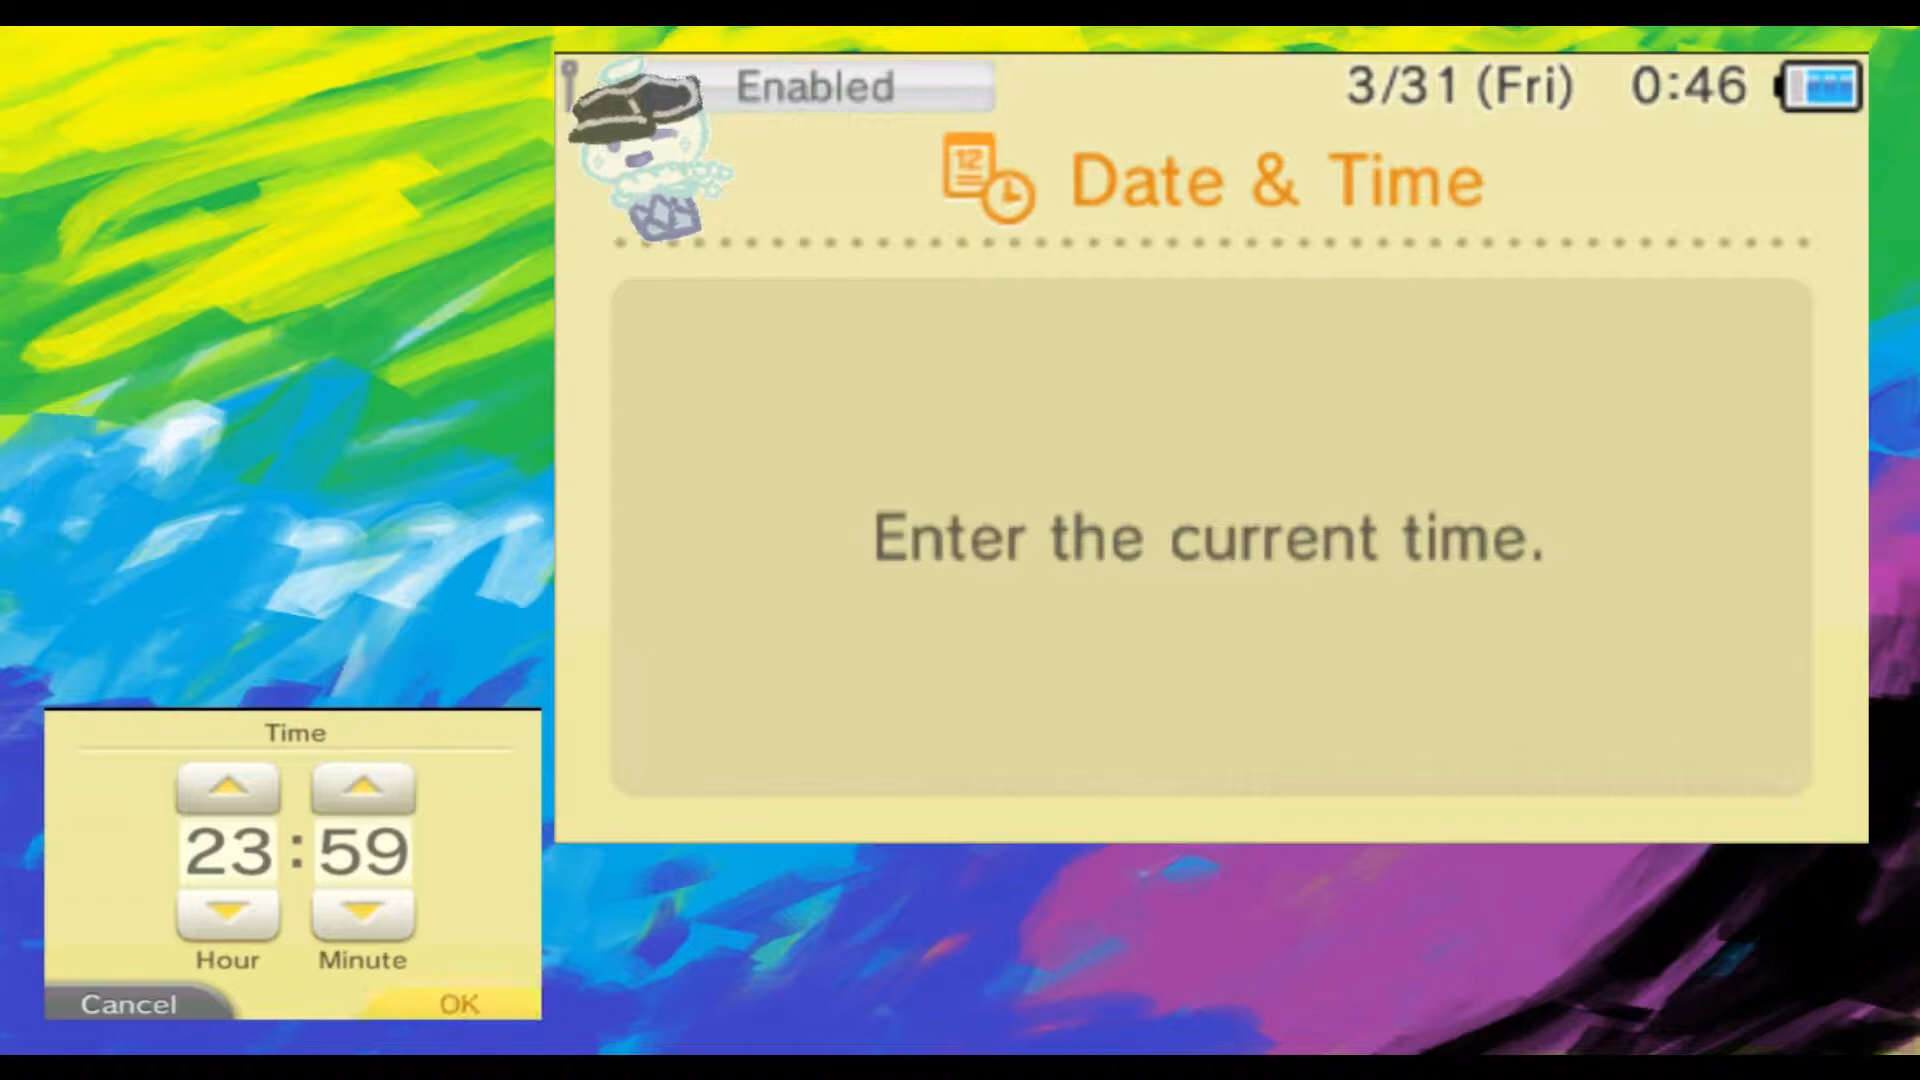 Enabled 3/31 (Fri) 0:46
12
Date & Time
Enter the current time.
Time
23 : 59
Hour Minute
Cancel OK